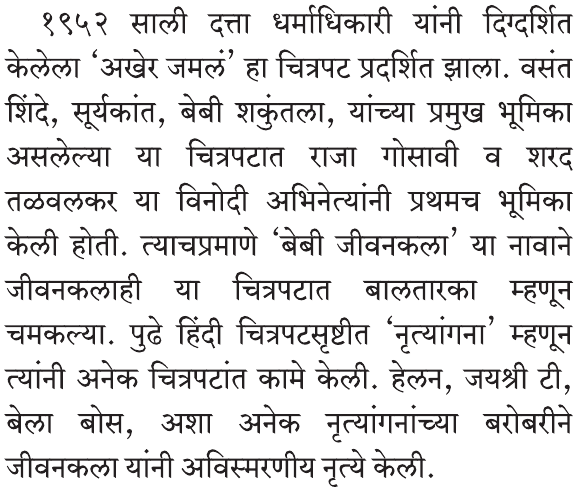 १९५२ साली दत्ता धर्माधिकारी यांनी दिग्दर्शित
केलेला ‘अखेर जमलं’ हा चित्रपट प्रदर्शित झाला. वसंत
शिंदे, सूर्यकांत, बेबी शकुंतला, यांच्या प्रमुख भूमिका
असलेल्या या चित्रपटात राजा गोसावी व शरद
तळवलकर या विनोदी अभिनेत्यांनी प्रथमच भूमिका
केली होती. त्याचप्रमाणे ‘बेबी जीवनकला’ या नावाने
जीवनकलाही या चित्रपटात बालतारका म्हणून
चमकल्या. पुढे हिंदी चित्रपटसृष्टीत ‘नृत्यांगना’ म्हणून
त्यांनी अनेक चित्रपटांत कामे केली. हेलन, जयश्री टी,
बेला बोस, अशा अनेक नृत्यांगनांच्या बरोबरीने
जीवनकला यांनी अविस्मरणीय नृत्ये केली.